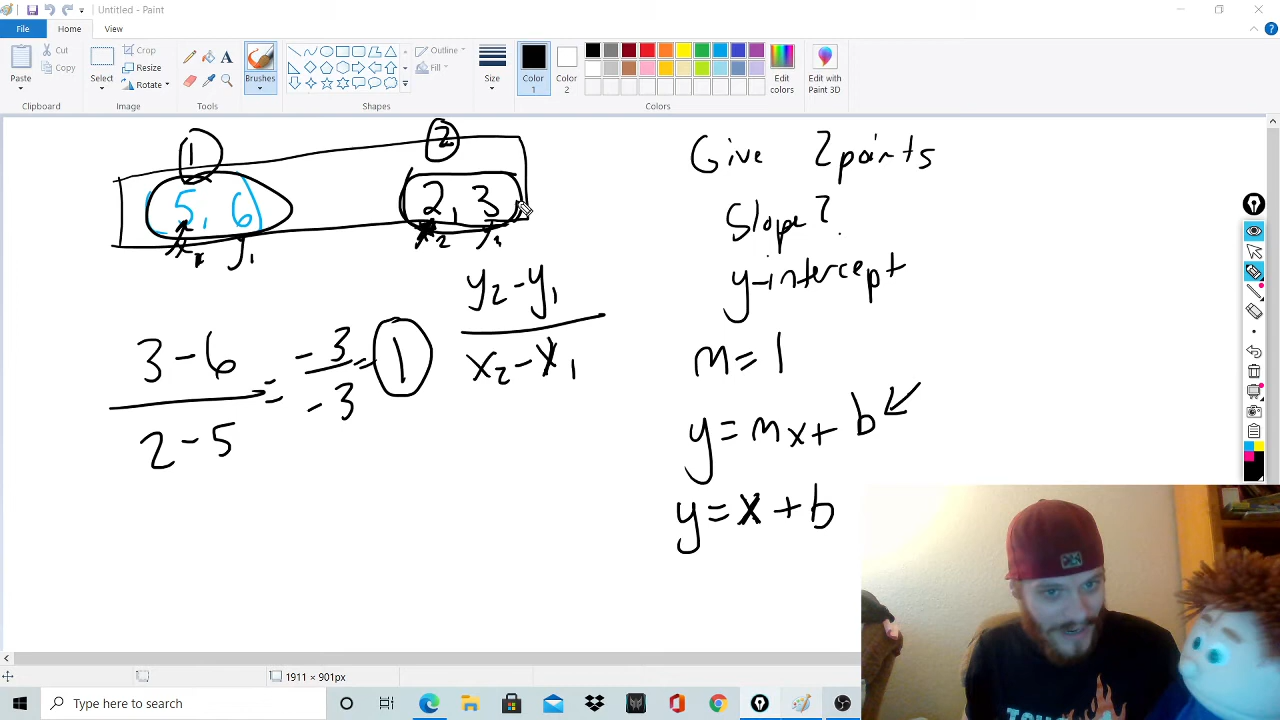 Untitled - Paint
File Home View
Paste
Cut
Copy
Clipboard
Select
Crop
Resize
Rotate
Image
Tools
Brushes
Shapes
Outline
Fill
Size
Color 1
Color 2
Edit colors
Colors
Edit with Paint 3D
1
5, 6
y1
2
2, 3
x2
y2 - y1
x2 - x1
3 - 6
2 - 5
= -3
-3
= 1
Give 2 points
Slope?
y-intercept
m = 1
y = mx + b
y = x + b
1911 × 901px
Type here to search